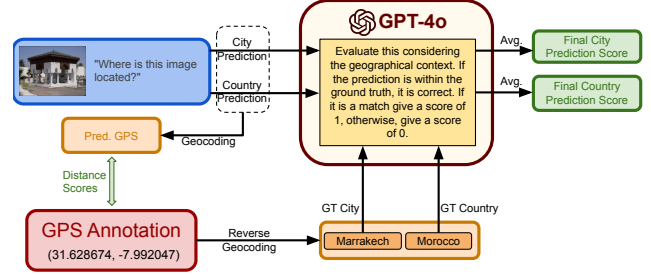 GPT-4o
"Where is this image
located?"
City
Prediction
Country
Prediction
Evaluate this considering
the geographical context. If
the prediction is within the
ground truth, it is correct. If
it is a match give a score of
1, otherwise, give a score
of 0.
Avg.
Final City
Prediction Score
Avg.
Final Country
Prediction Score
Pred. GPS
Geocoding
Distance
Scores
GT City
GT Country
GPS Annotation
(31.628674, -7.992047)
Reverse
Geocoding
Marrakech
Morocco